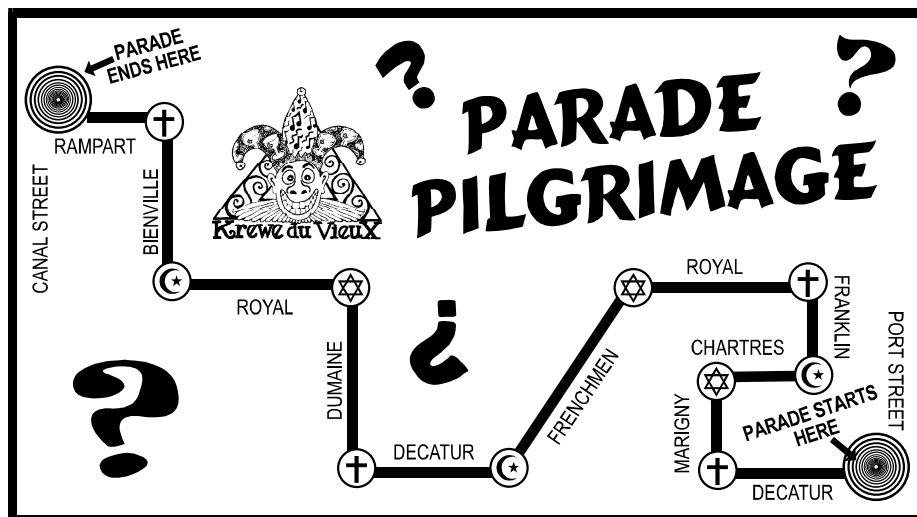 PARADE
ENDS HERE
RAMPART
CANAL STREET
BIENVILLE
Krewe du Vieux
PARADE
PILGRIMAGE
ROYAL
DUMAINE
DECATUR
FRENCHMEN
ROYAL
FRANKLIN
CHARTRES
PORT STREET
MARIGNY
PARADE STARTS
HERE
DECATUR
?
?
?
¿